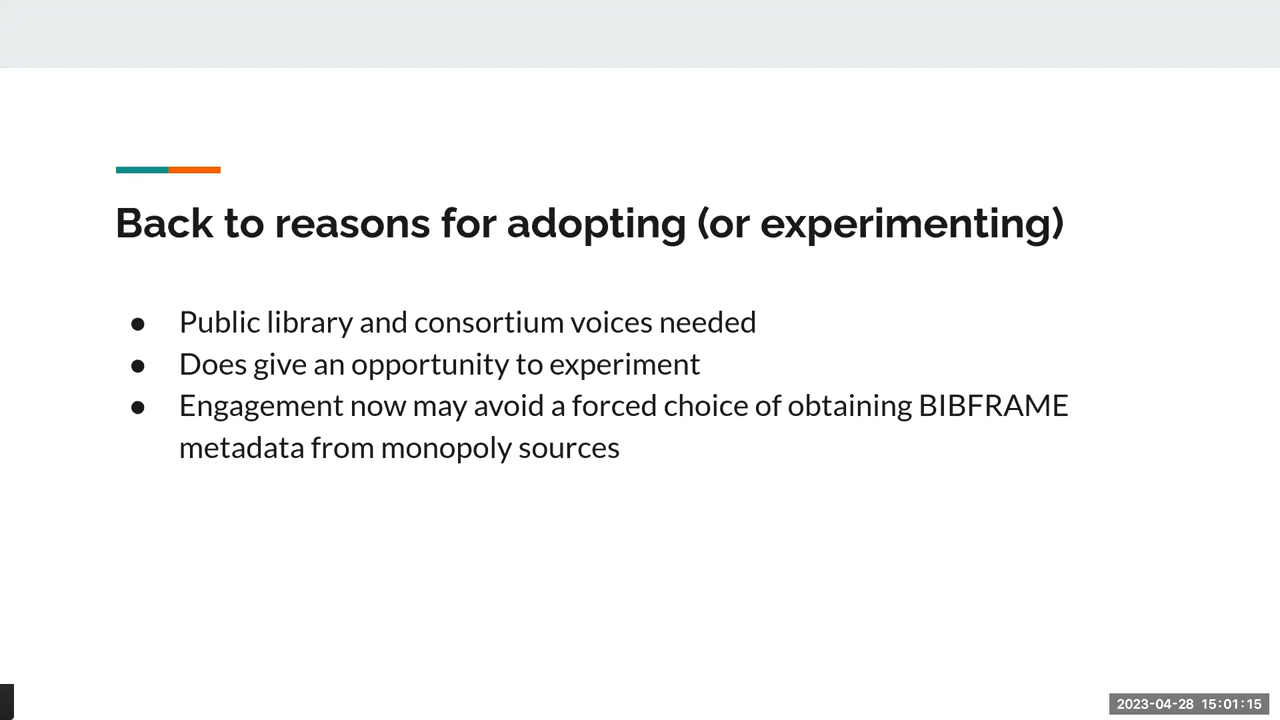 Back to reasons for adopting (or experimenting)
● Public library and consortium voices needed
● Does give an opportunity to experiment
● Engagement now may avoid a forced choice of obtaining BIBFRAME
metadata from monopoly sources
2023-04-28 15:01:15